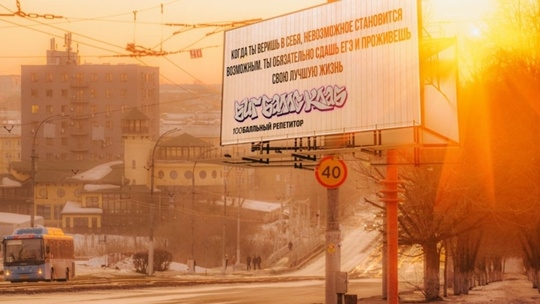 КОГДА ТЫ ВЕРИШЬ В СЕБЯ, НЕВОЗМОЖНОЕ СТАНОВИТСЯ
ВОЗМОЖНЫМ. ТЫ ОБЯЗАТЕЛЬНО СДАШЬ ЕГЭ И ПРОЖИВЕШЬ
СВОЮ ЛУЧШУЮ ЖИЗНЬ
100БАЛЛЬНЫЙ РЕПЕТИТОР
40